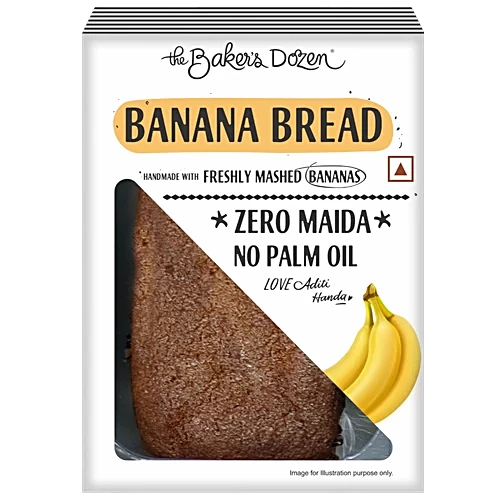 the Baker's Dozen®
BANANA BREAD
HANDMADE WITH FRESHLY MASHED BANANAS
* ZERO MAIDA *
NO PALM OIL
LOVE Aditi
Handa
Image for Illustration purpose only.